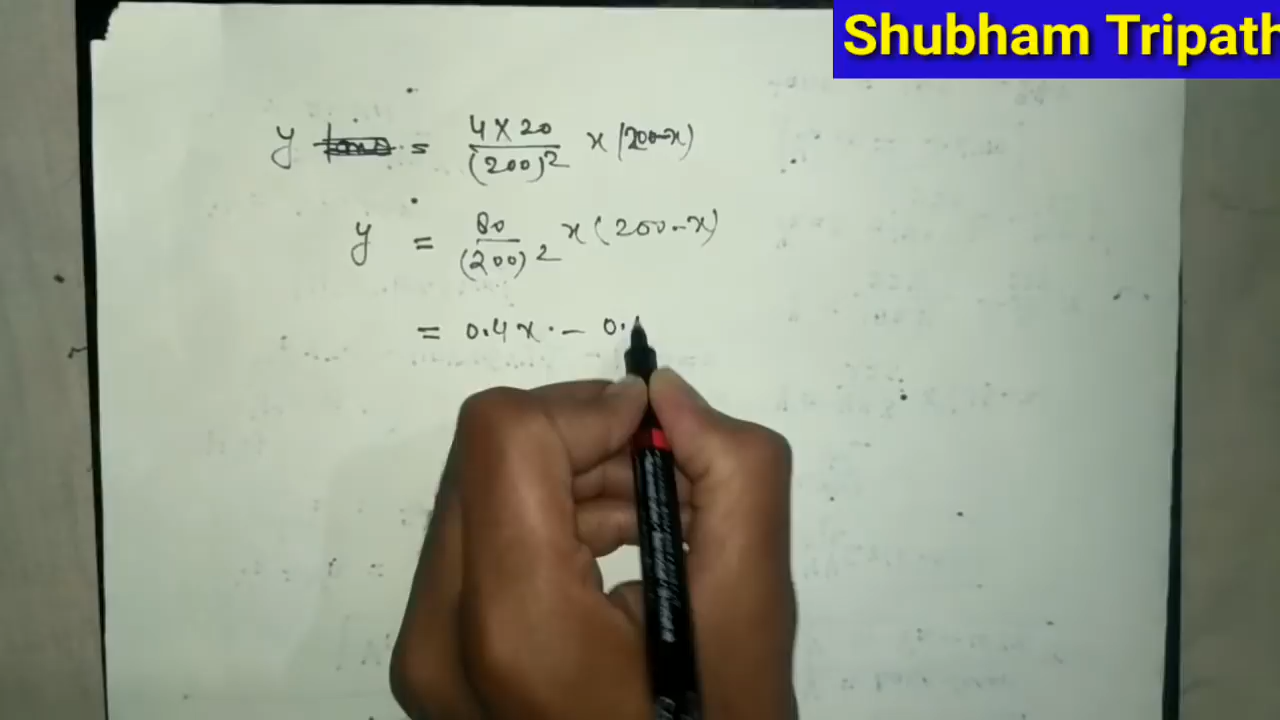 Shubham Tripath
y = 4 X 20 / (200)² x (200-x)
y = 80 / (200)² x (200-x)
= 0.4x - 0.